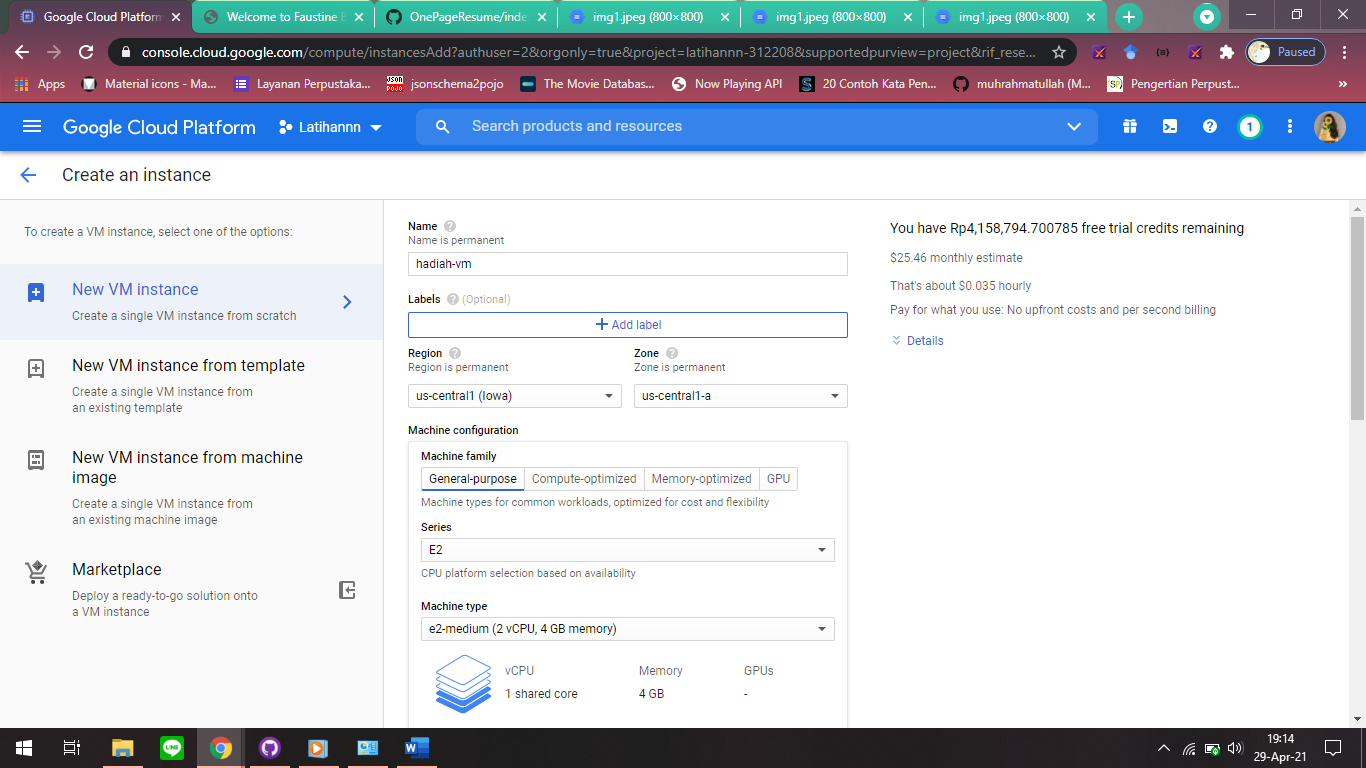 Google Cloud Platform
Welcome to Faustine B
OnePageResume/inde
img1.jpeg (800×800)
img1.jpeg (800×800)
img1.jpeg (800×800)
console.cloud.google.com/compute/instancesAdd?authuser=2&orgonly=true&project=latihannn-312208&supportedpurview=project&rif_rese...
Paused
Apps
Material icons - Ma...
Layanan Perpustaka...
JSON
POJO
jsonschema2pojo
The Movie Databas...
Now Playing API
20 Contoh Kata Pen...
muhrahmatullah (M...
Pengertian Perpust...
»
Google Cloud Platform
Latihannn
Search products and resources
1
Create an instance
To create a VM instance, select one of the options:
New VM instance
Create a single VM instance from scratch
New VM instance from template
Create a single VM instance from
an existing template
New VM instance from machine
image
Create a single VM instance from
an existing machine image
Marketplace
Deploy a ready-to-go solution onto
a VM instance
Name
Name is permanent
hadiah-vm
Labels (Optional)
+ Add label
Region
Region is permanent
us-central1 (Iowa)
Zone
Zone is permanent
us-central1-a
Machine configuration
Machine family
General-purpose
Compute-optimized
Memory-optimized
GPU
Machine types for common workloads, optimized for cost and flexibility
Series
E2
CPU platform selection based on availability
Machine type
e2-medium (2 vCPU, 4 GB memory)
vCPU
Memory
GPUs
1 shared core
4 GB
-
You have Rp4,158,794.700785 free trial credits remaining
$25.46 monthly estimate
That's about $0.035 hourly
Pay for what you use: No upfront costs and per second billing
Details
LINE
19:14
29-Apr-21